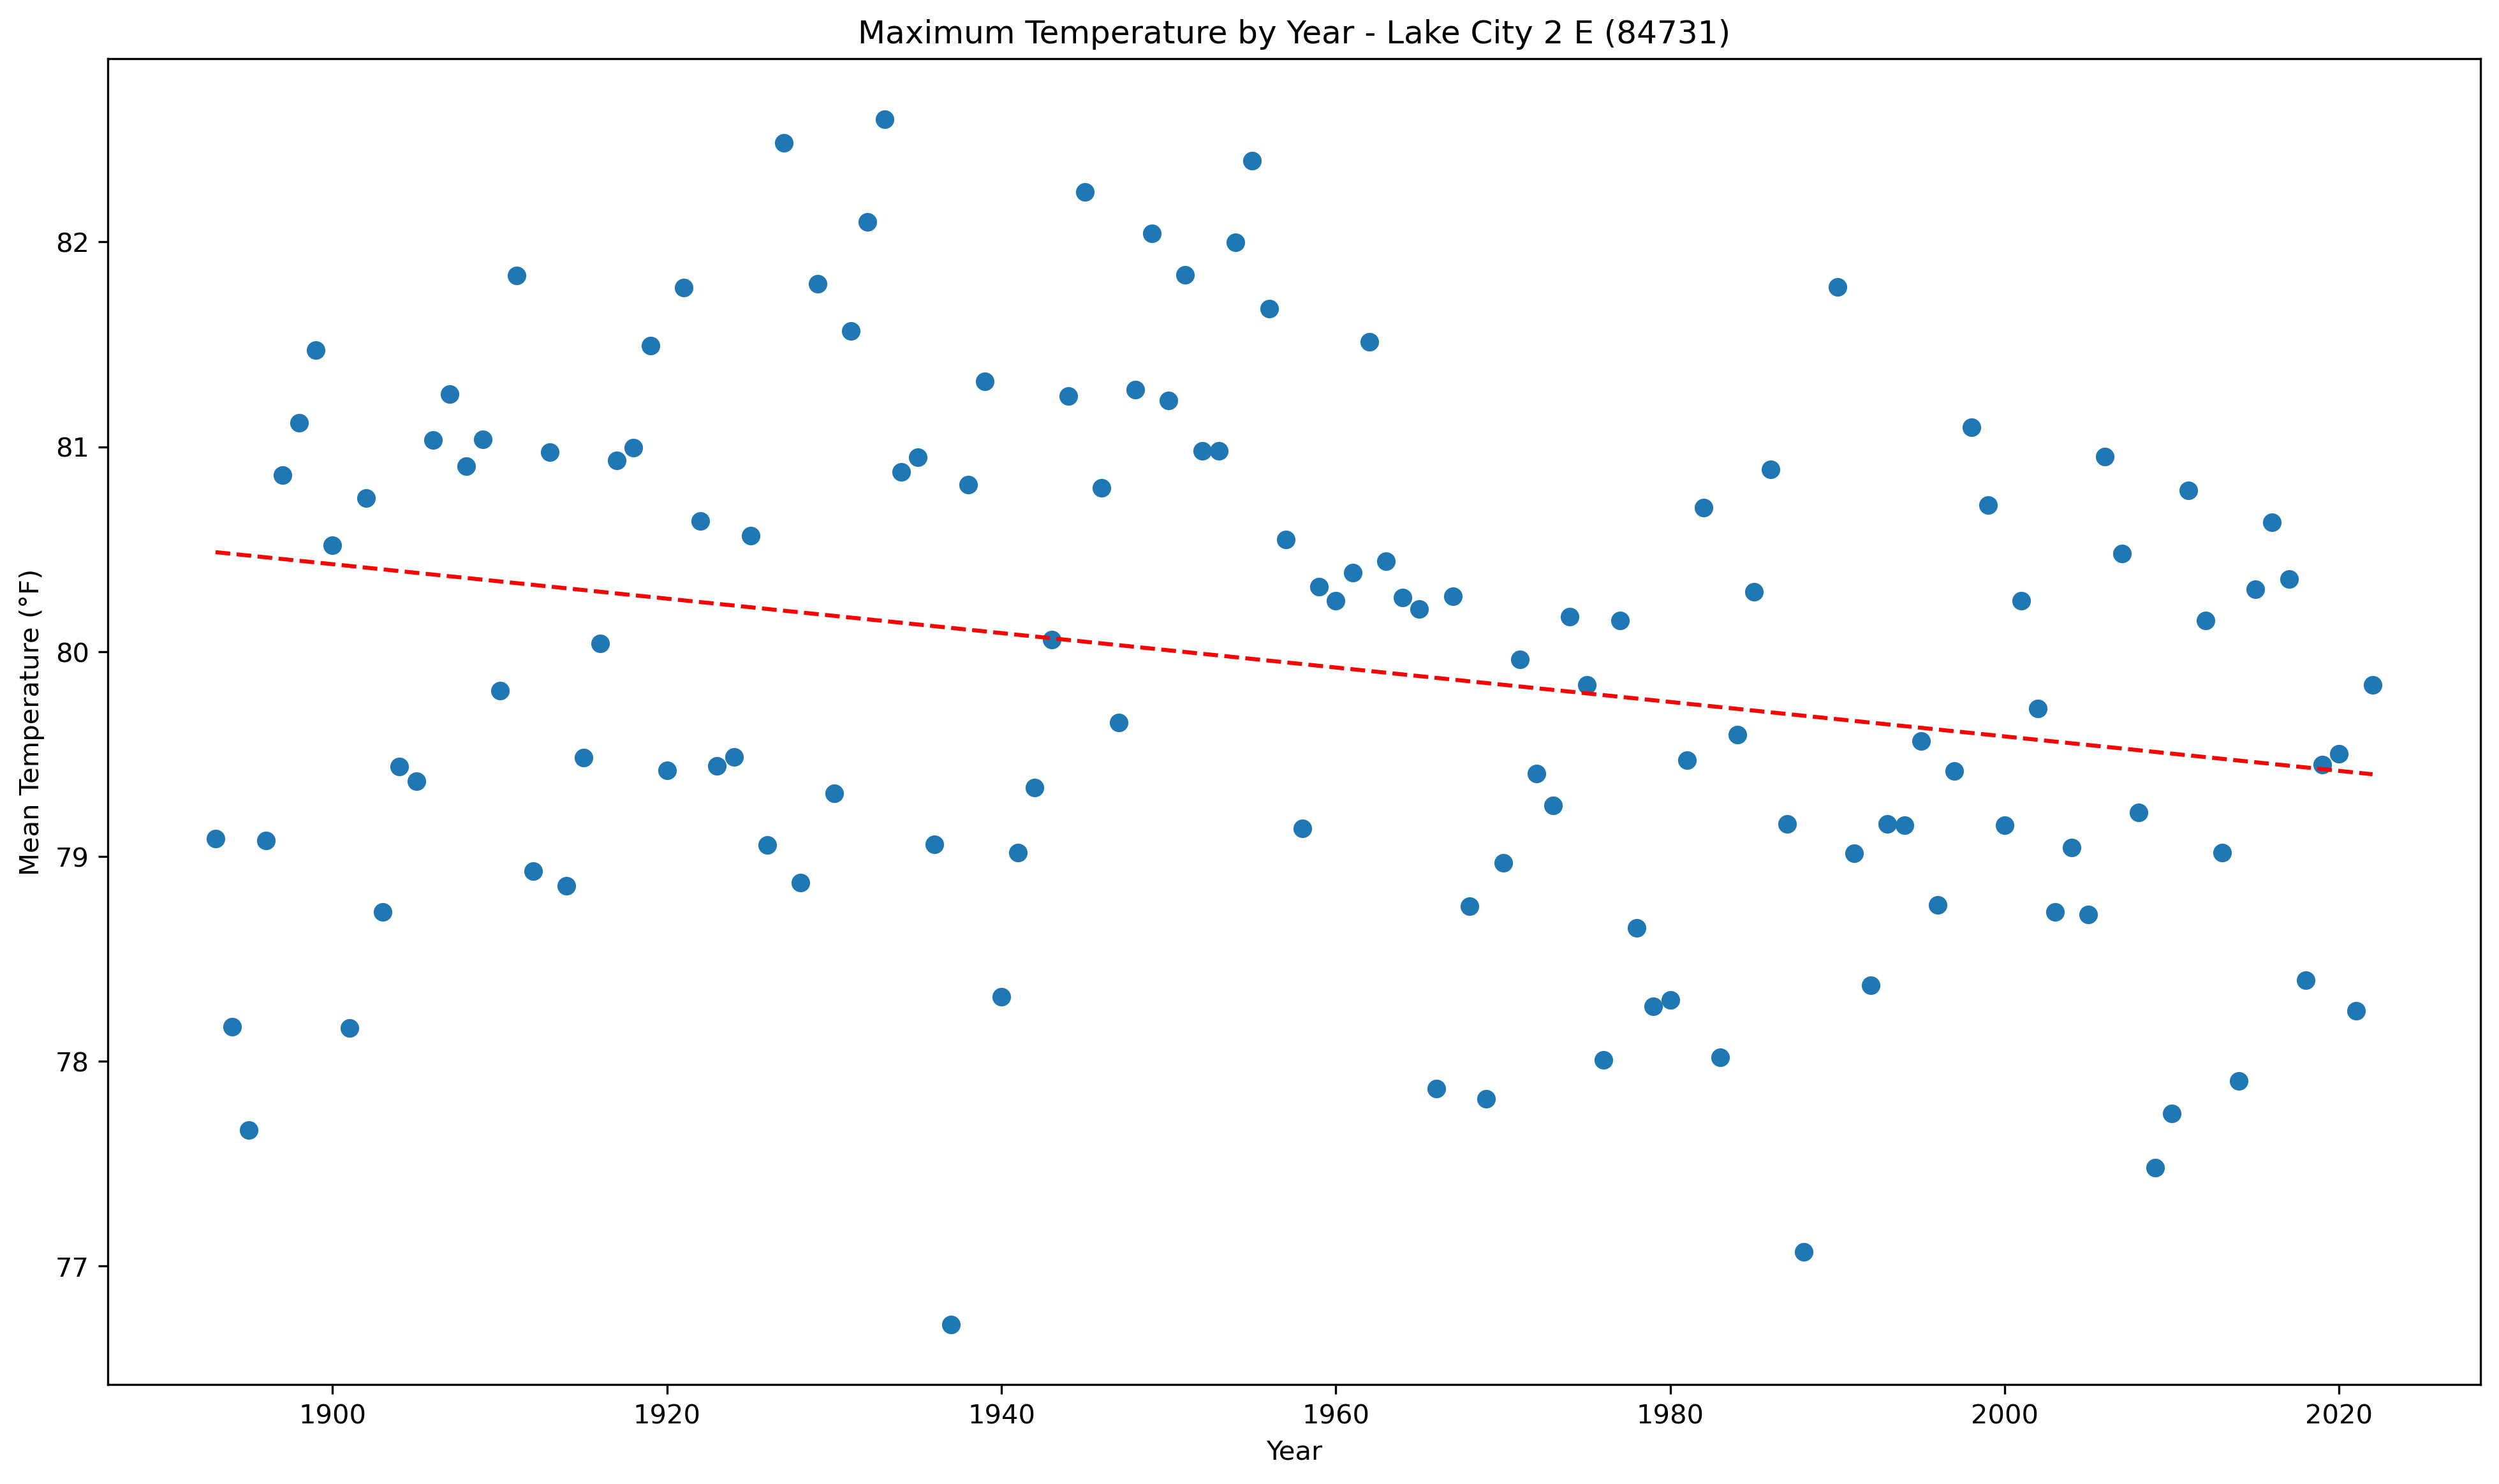 Maximum Temperature by Year - Lake City 2 E (84731)
Mean Temperature (°F)
82
81
80
79
78
77
1900 1920 1940 1960 1980 2000 2020
Year